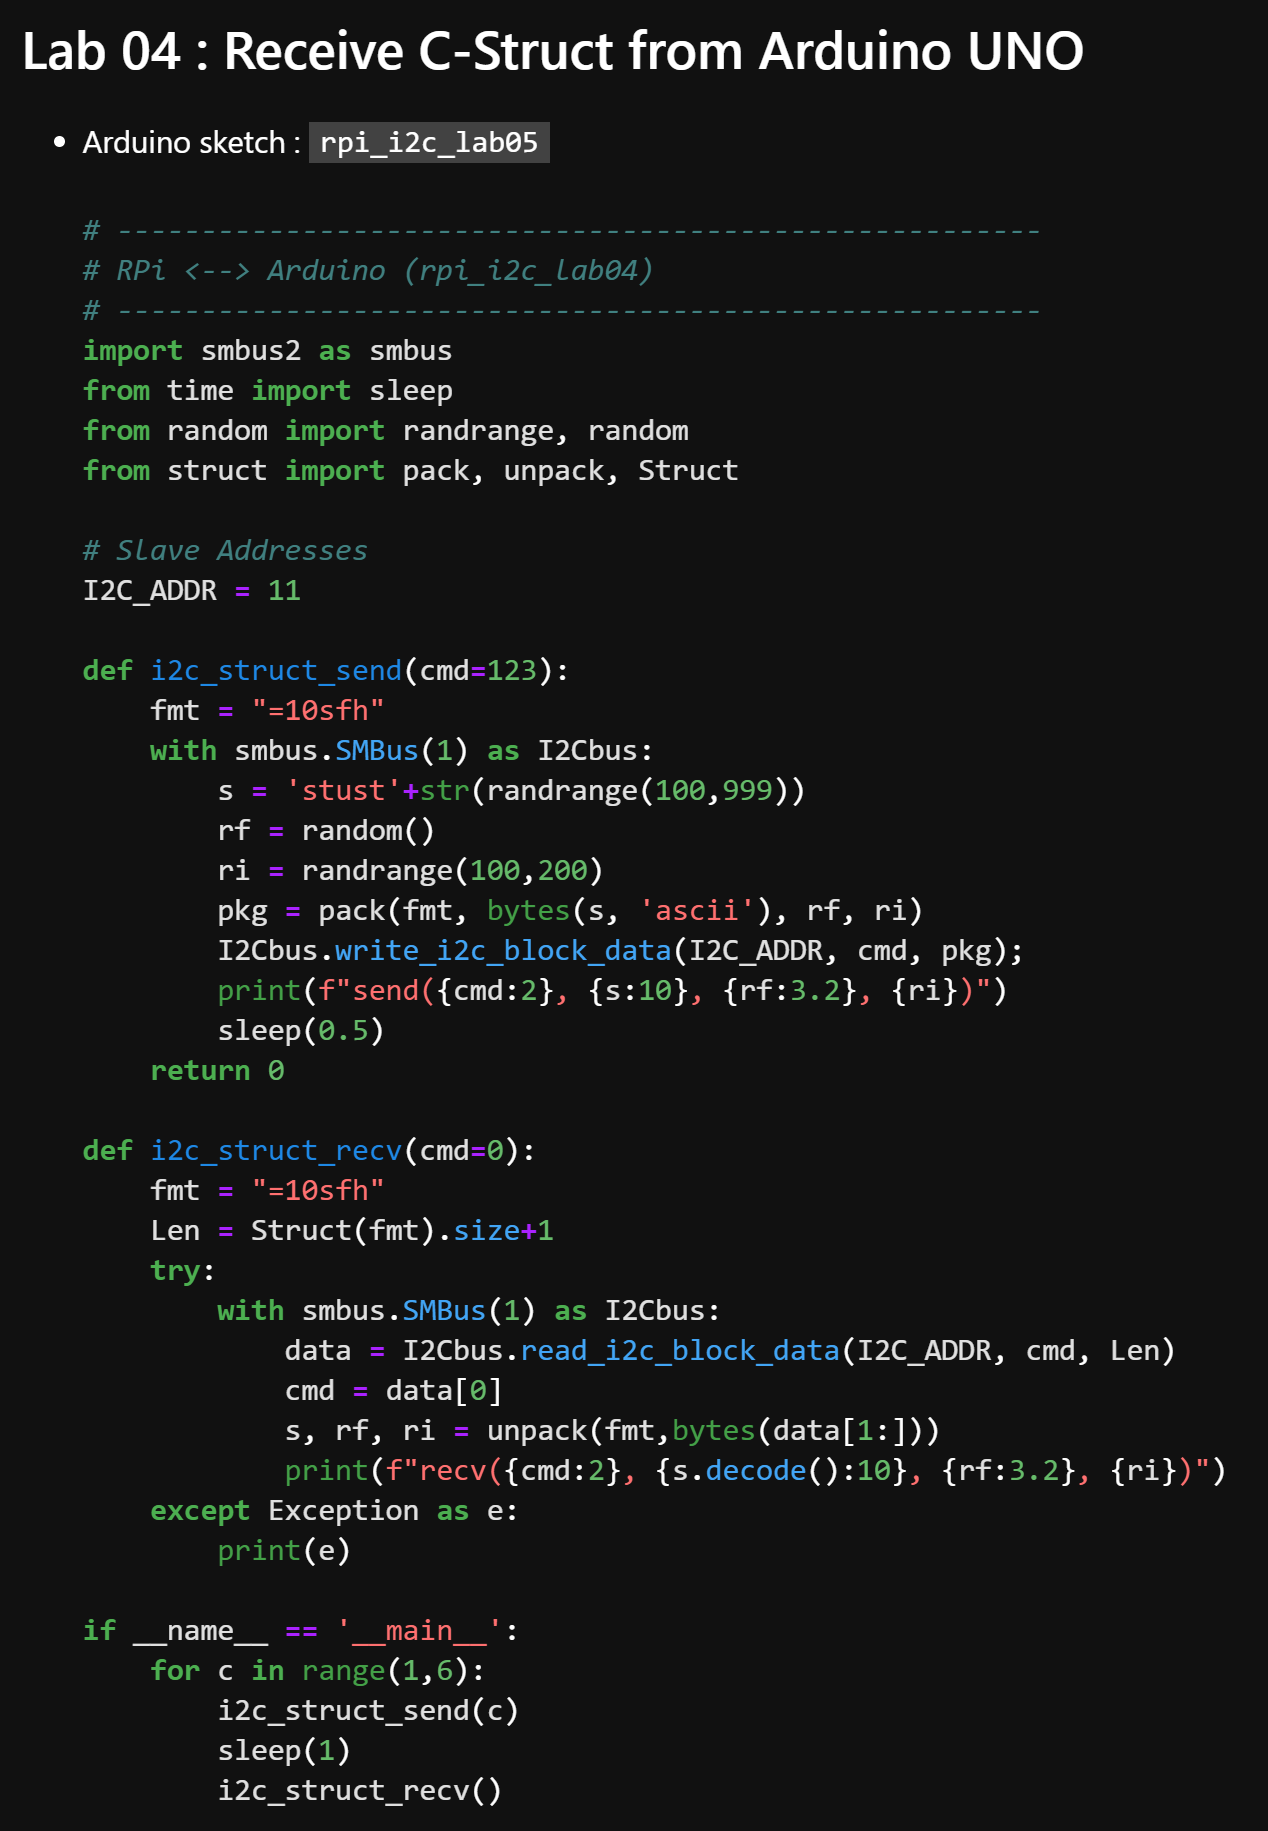 Lab 04 : Receive C-Struct from Arduino UNO
• Arduino sketch : rpi_i2c_lab05
# -------------------------------------------------------
# RPi <--> Arduino (rpi_i2c_lab04)
# -------------------------------------------------------
import smbus2 as smbus
from time import sleep
from random import randrange, random
from struct import pack, unpack, Struct

# Slave Addresses
I2C_ADDR = 11

def i2c_struct_send(cmd=123):
    fmt = "=10sfh"
    with smbus.SMBus(1) as I2Cbus:
        s = 'stust'+str(randrange(100,999))
        rf = random()
        ri = randrange(100,200)
        pkg = pack(fmt, bytes(s, 'ascii'), rf, ri)
        I2Cbus.write_i2c_block_data(I2C_ADDR, cmd, pkg);
        print(f"send({cmd:2}, {s:10}, {rf:3.2}, {ri})")
        sleep(0.5)
    return 0

def i2c_struct_recv(cmd=0):
    fmt = "=10sfh"
    Len = Struct(fmt).size+1
    try:
        with smbus.SMBus(1) as I2Cbus:
            data = I2Cbus.read_i2c_block_data(I2C_ADDR, cmd, Len)
            cmd = data[0]
            s, rf, ri = unpack(fmt,bytes(data[1:]))
            print(f"recv({cmd:2}, {s.decode():10}, {rf:3.2}, {ri})")
    except Exception as e:
        print(e)

if __name__ == '__main__':
    for c in range(1,6):
        i2c_struct_send(c)
        sleep(1)
        i2c_struct_recv()